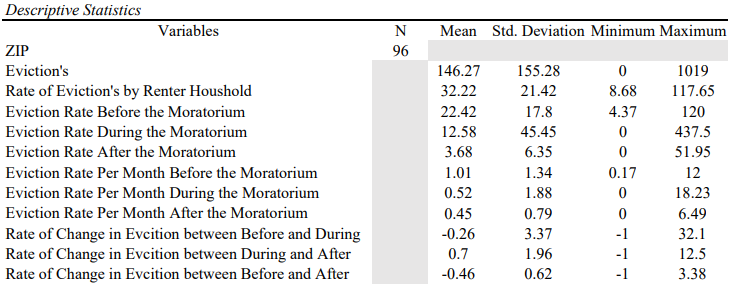 Descriptive Statistics
Variables N Mean Std. Deviation Minimum Maximum
ZIP 96
Eviction's 146.27 155.28 0 1019
Rate of Eviction's by Renter Houshold 32.22 21.42 8.68 117.65
Eviction Rate Before the Moratorium 22.42 17.8 4.37 120
Eviction Rate During the Moratorium 12.58 45.45 0 437.5
Eviction Rate After the Moratorium 3.68 6.35 0 51.95
Eviction Rate Per Month Before the Moratorium 1.01 1.34 0.17 12
Eviction Rate Per Month During the Moratorium 0.52 1.88 0 18.23
Eviction Rate Per Month After the Moratorium 0.45 0.79 0 6.49
Rate of Change in Evcition between Before and During -0.26 3.37 -1 32.1
Rate of Change in Evcition between During and After 0.7 1.96 -1 12.5
Rate of Change in Evcition between Before and After -0.46 0.62 -1 3.38